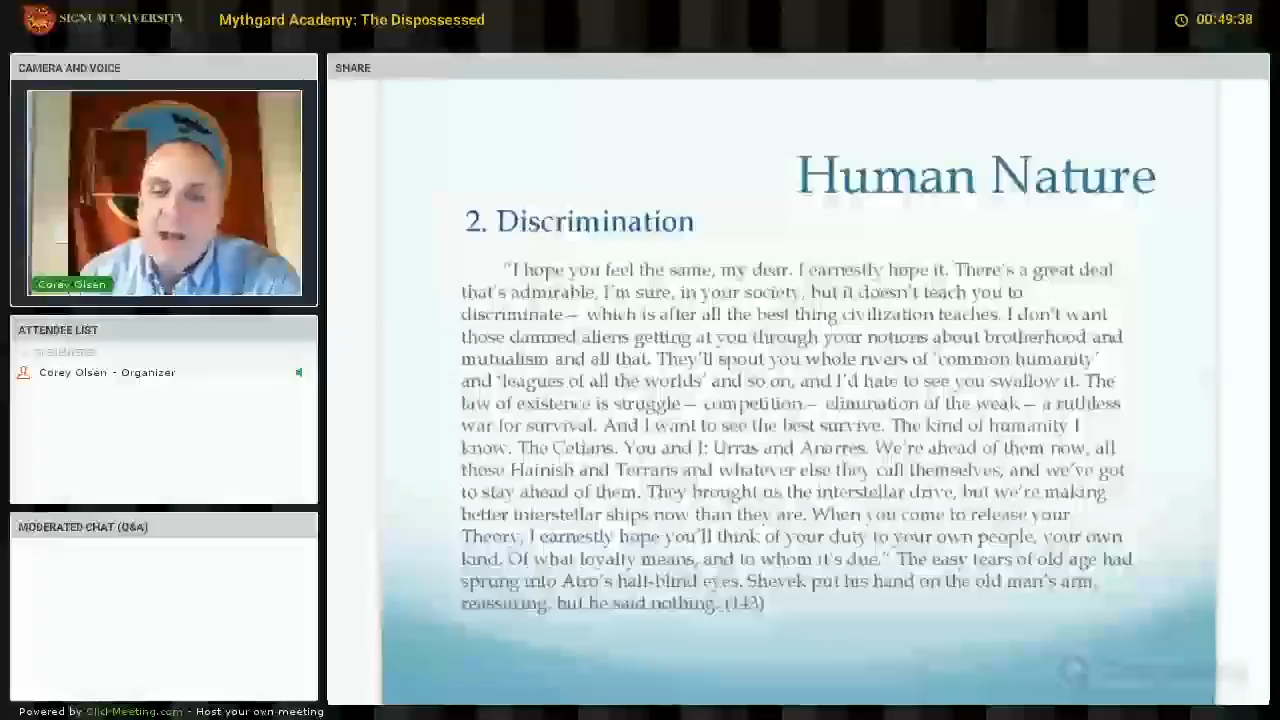 SIGNUM UNIVERSITY
Mythgard Academy: The Dispossessed
00:49:38
CAMERA AND VOICE
Corey Olsen
ATTENDEE LIST
Corey Olsen - Organizer
MODERATED CHAT (Q&A)
SHARE
Human Nature
2. Discrimination
"I hope you feel the same, my dear. I earnestly hope it. There's a great deal
that's admirable, I'm sure, in your society, but it doesn't teach you to
discriminate – which is after all the best thing civilization teaches. I don't want
those damned aliens getting at you through your notions about brotherhood and
mutualism and all that. They'll spout you whole rivers of 'common humanity'
and 'leagues of all the worlds' and so on, and I'd hate to see you swallow it. The
law of existence is struggle – competition – elimination of the weak – a ruthless
war for survival. And I want to see the best survive. The kind of humanity I
know. The Cetians. You and I: Urras and Anarres. We're ahead of them now, all
those Hainish and Terrans and whatever else they call themselves, and we've got
to stay ahead of them. They brought us the interstellar drive, but we're making
better interstellar ships now than they are. When you come to release your
Theory, I earnestly hope you'll think of your duty to your own people, your own
kind. Of what loyalty means, and to whom it's due." The easy tears of old age had
sprung into Atro's half-blind eyes. Shevek put his hand on the old man's arm,
reassuring, but he said nothing. (143)
Powered by ClickMeeting.com - Host your own meeting